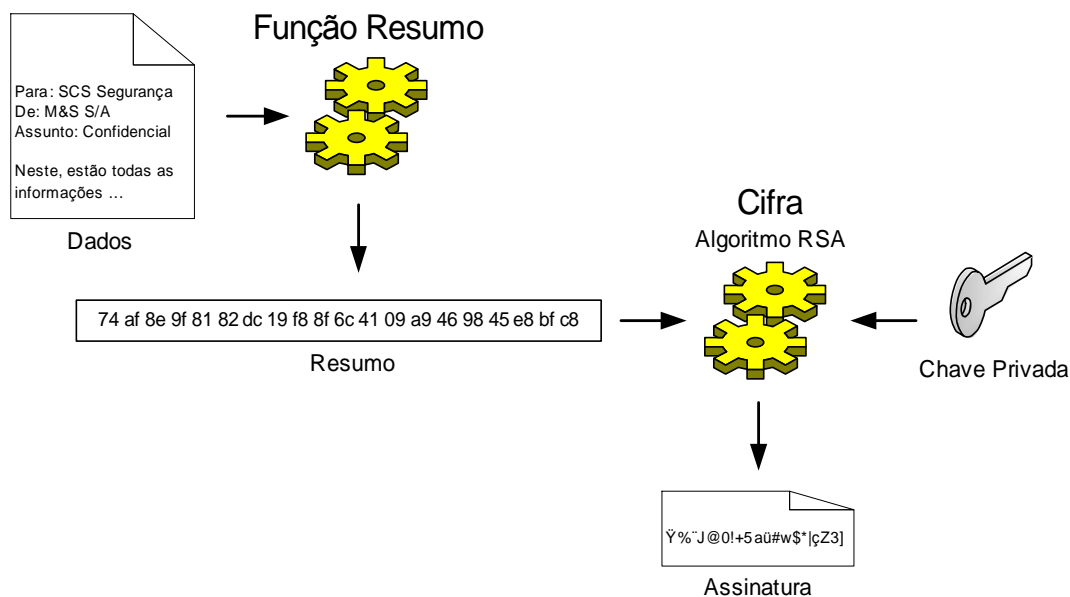 Função Resumo
Para: SCS Segurança
De: M&S S/A
Assunto: Confidencial
Neste, estão todas as
informações ...
Dados
Cifra
Algoritmo RSA
74 af 8e 9f 81 82 dc 19 f8 8f 6c 41 09 a9 46 98 45 e8 bf c8
Resumo
Chave Privada
Ÿ%¨J@0!+5aü#w$*|çZ3]
Assinatura